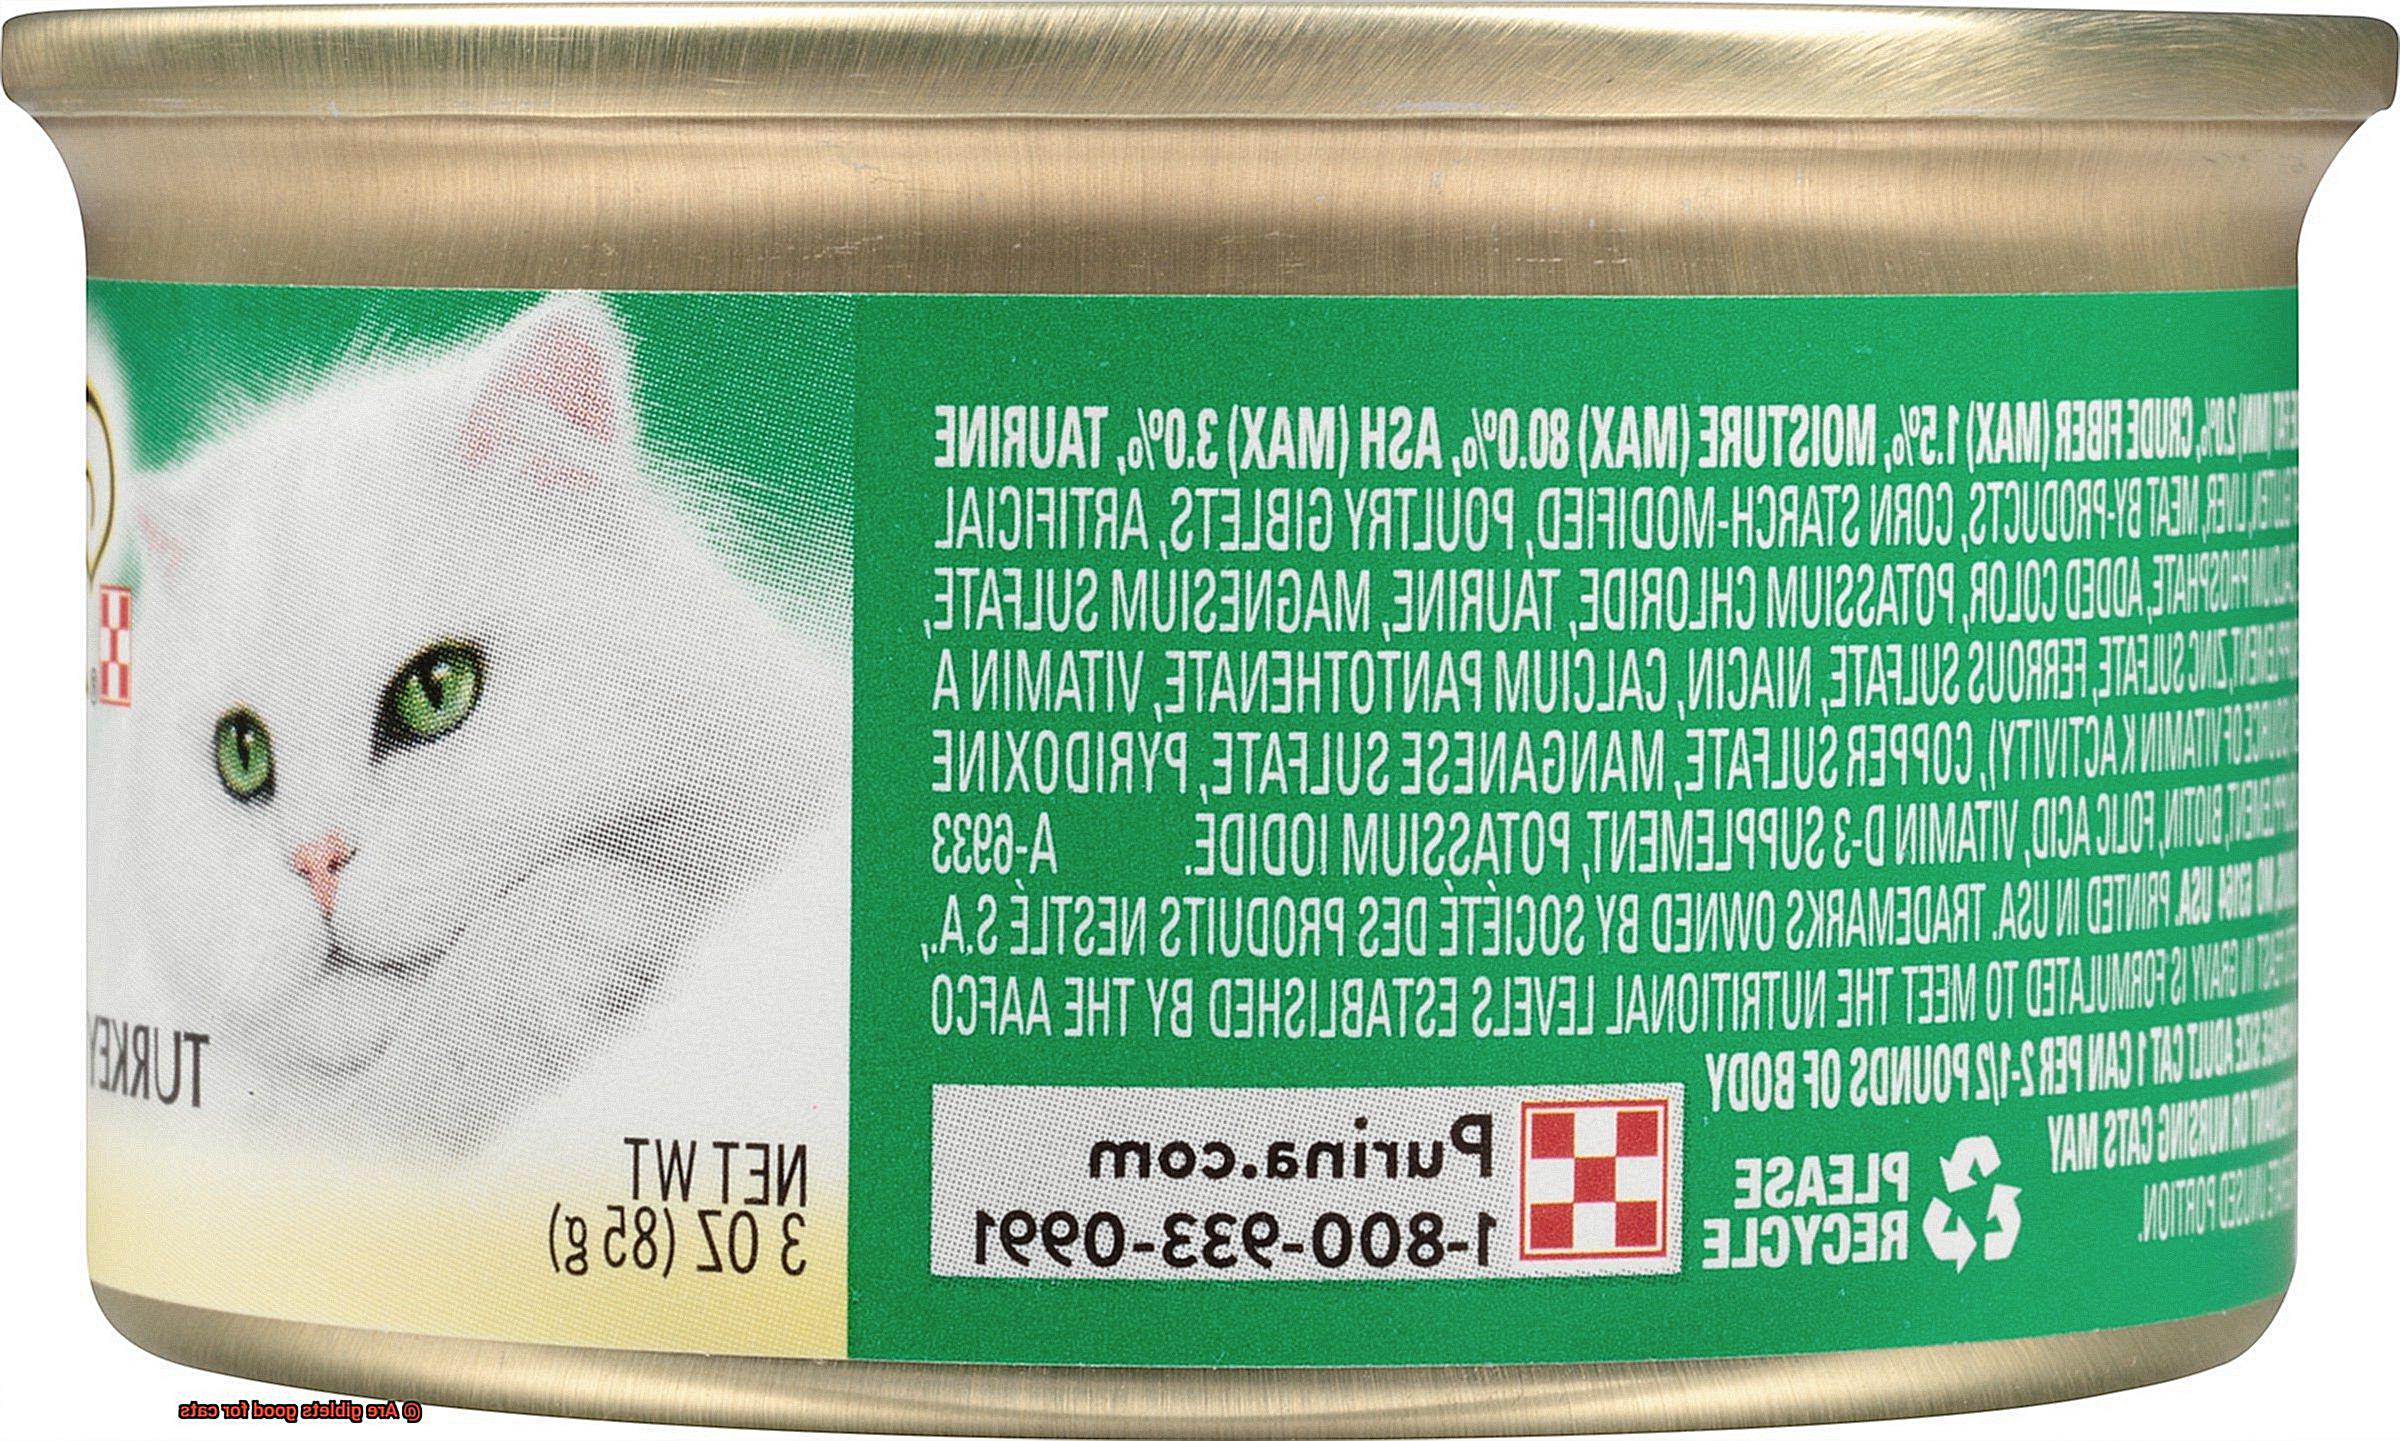 (MIN) 2.0%, CRUDE FIBER (MAX) 1.5%, MOISTURE (MAX) 80.0%, ASH (MAX) 3.0%, TAURINE
LIVER, MEAT BY-PRODUCTS, CORN STARCH-MODIFIED, POULTRY GIBLETS, ARTIFICIAL
PHOSPHATE, ADDED COLOR, POTASSIUM CHLORIDE, TAURINE, MAGNESIUM SULFATE,
ZINC SULFATE, FERROUS SULFATE, NIACIN, CALCIUM PANTOTHENATE, VITAMIN A
SOURCE OF VITAMIN K ACTIVITY), COPPER SULFATE, MANGANESE SULFATE, PYRIDOXINE
BIOTIN, FOLIC ACID, VITAMIN D-3 SUPPLEMENT, POTASSIUM IODIDE. A-6933
MO 63164 USA. PRINTED IN USA. TRADEMARKS OWNED BY SOCIÉTÉ DES PRODUITS NESTLÉ S.A.,
IN GRAVY IS FORMULATED TO MEET THE NUTRITIONAL LEVELS ESTABLISHED BY THE AAFCO
SIZE ADULT CAT 1 CAN PER 2-1/2 POUNDS OF BODY
OR NURSING CATS MAY
UNUSED PORTION.
PLEASE
RECYCLE
Purina.com
1-800-933-0991
TURKEY
NET WT
3 OZ (85 g)
@ Are giblets good for cats